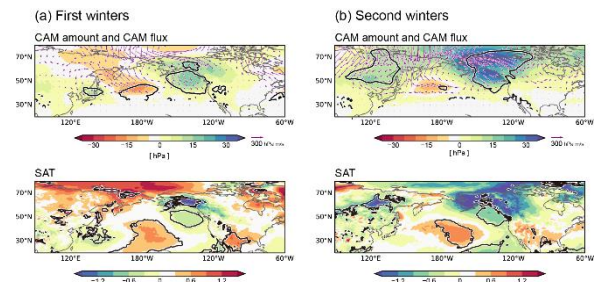 (a) First winters
CAM amount and CAM flux
70°N
50°N
30°N
120°E 180° 120°W 60°W
−30 −15 0 15 30 300 hPa m/s
[ hPa ]
SAT
70°N
50°N
30°N
120°E 180° 120°W 60°W
−1.2 −0.6 0 0.6 1.2
(b) Second winters
CAM amount and CAM flux
70°N
50°N
30°N
120°E 180° 120°W 60°W
−30 −15 0 15 30 300 hPa m/s
[ hPa ]
SAT
70°N
50°N
30°N
120°E 180° 120°W 60°W
−1.2 −0.6 0 0.6 1.2